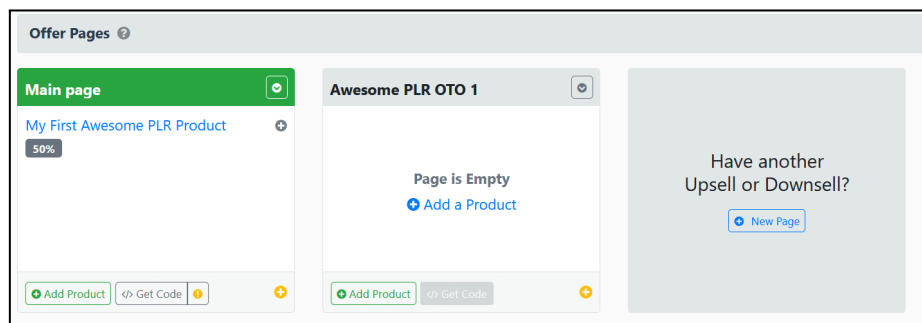 Offer Pages
Main page
My First Awesome PLR Product
50%
Add Product
</> Get Code
Awesome PLR OTO 1
Page is Empty
Add a Product
Add Product
</> Get Code
Have another
Upsell or Downsell?
New Page